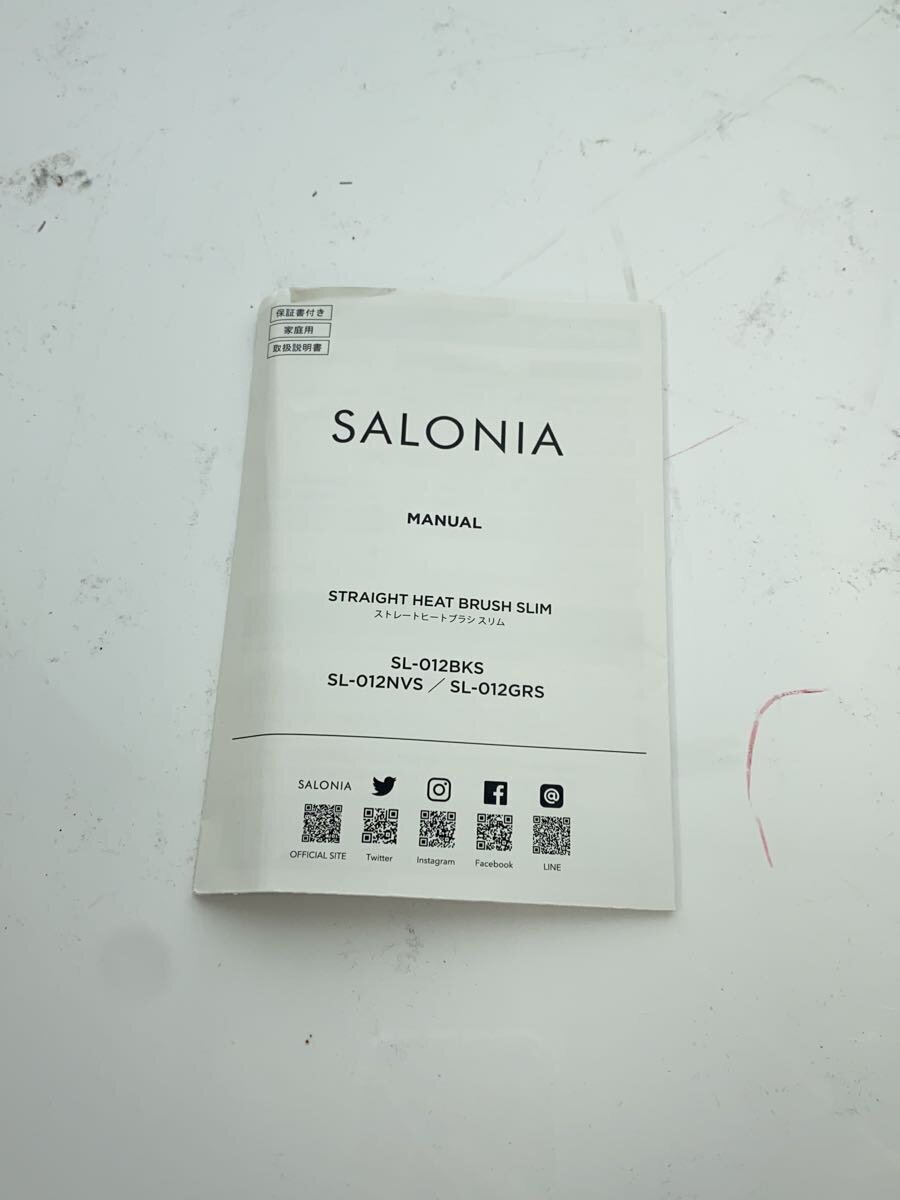 保証書付き
家庭用
取扱説明書
SALONIA
MANUAL
STRAIGHT HEAT BRUSH SLIM
ストレートヒートブラシ スリム
SL-012BKS
SL-012NVS ／ SL-012GRS
SALONIA
OFFICIAL SITE
Twitter
Instagram
Facebook
LINE